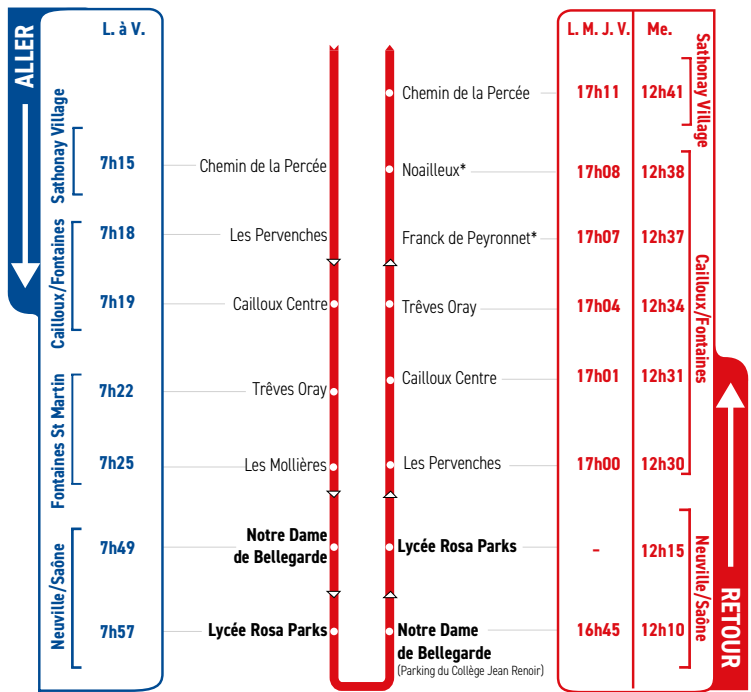 ALLER
L. à V.
Sathonay Village
7h15
Chemin de la Percée
Cailloux/Fontaines
7h18
Les Pervenches
7h19
Cailloux Centre
Fontaines St Martin
7h22
Trêves Oray
7h25
Les Mollières
Neuville/Saône
7h49
Notre Dame
de Bellegarde
7h57
Lycée Rosa Parks
L. M. J. V.
Me.
Chemin de la Percée
17h11
12h41
Sathonay Village
Noailleux*
17h08
12h38
Franck de Peyronnet*
17h07
12h37
Trêves Oray
17h04
12h34
Cailloux/Fontaines
Cailloux Centre
17h01
12h31
Les Pervenches
17h00
12h30
Lycée Rosa Parks
-
12h15
Neuville/Saône
Notre Dame
de Bellegarde
(Parking du Collège Jean Renoir)
16h45
12h10
RETOUR